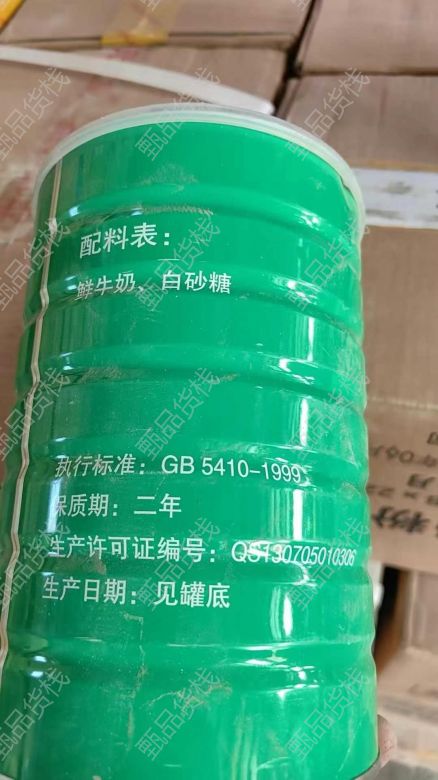 配料表：
鲜牛奶、白砂糖
执行标准：GB 5410-1999
保质期：二年
生产许可证编号：QS130705010306
生产日期：见罐底
甄品货栈